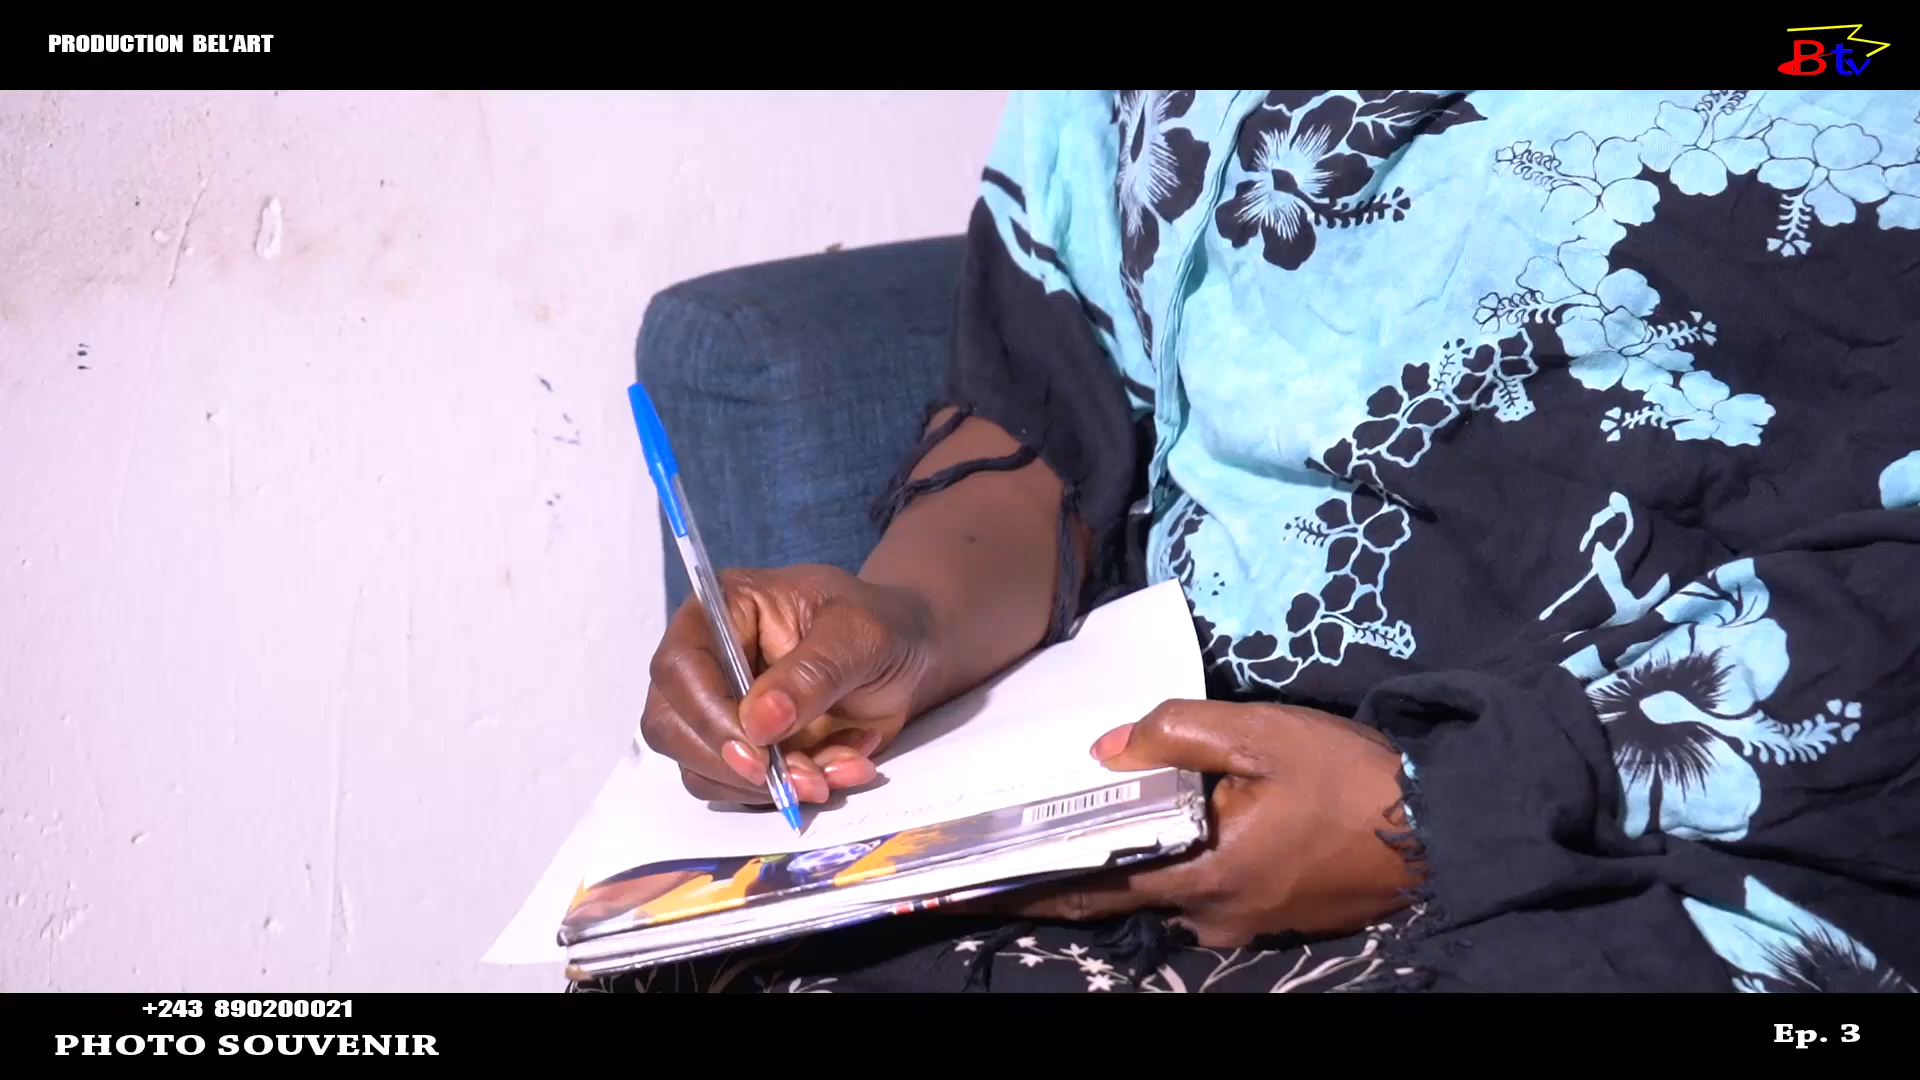 PRODUCTION BEL'ART
Btv
+243 890200021
PHOTO SOUVENIR
Ep. 3